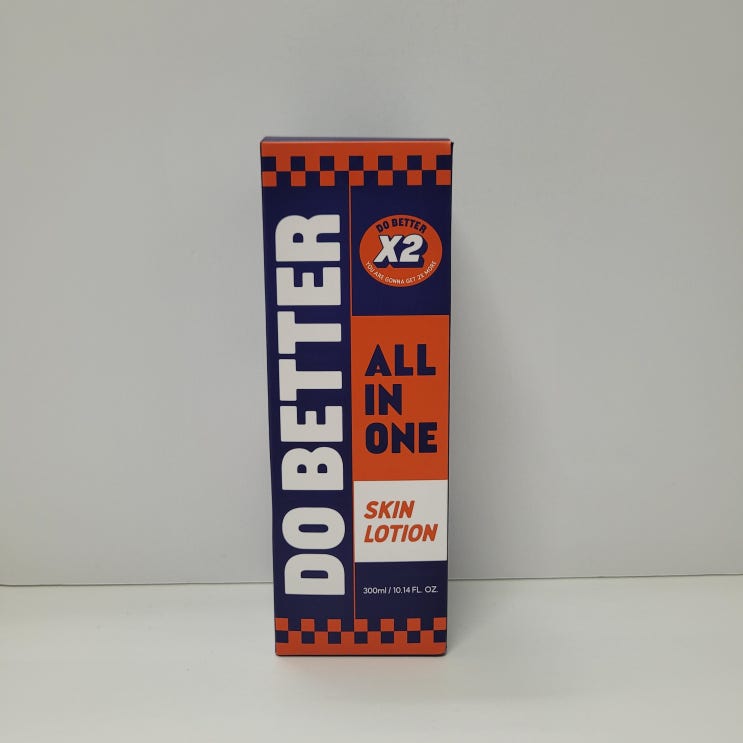 DO BETTER
DO BETTER
X2
YOU ARE GONNA GET 2X MORE
ALL
IN
ONE
SKIN
LOTION
300ml / 10.14 FL. OZ.